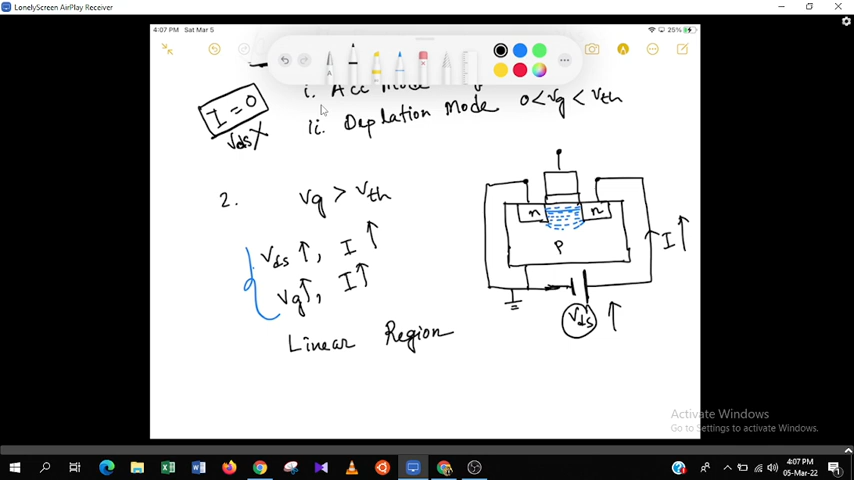 LonelyScreen AirPlay Receiver
4:07 PM Sat Mar 5
25%
i. Acc Mode
ii. Deplation Mode 0 < Vg < Vth
I = 0
Vds X
2. Vg > Vth
Vds ↑, I ↑
Vg ↑, I ↑
Linear Region
n n
P
I ↑
Vds ↑
Activate Windows
Go to Settings to activate Windows.
4:07 PM
05-Mar-22